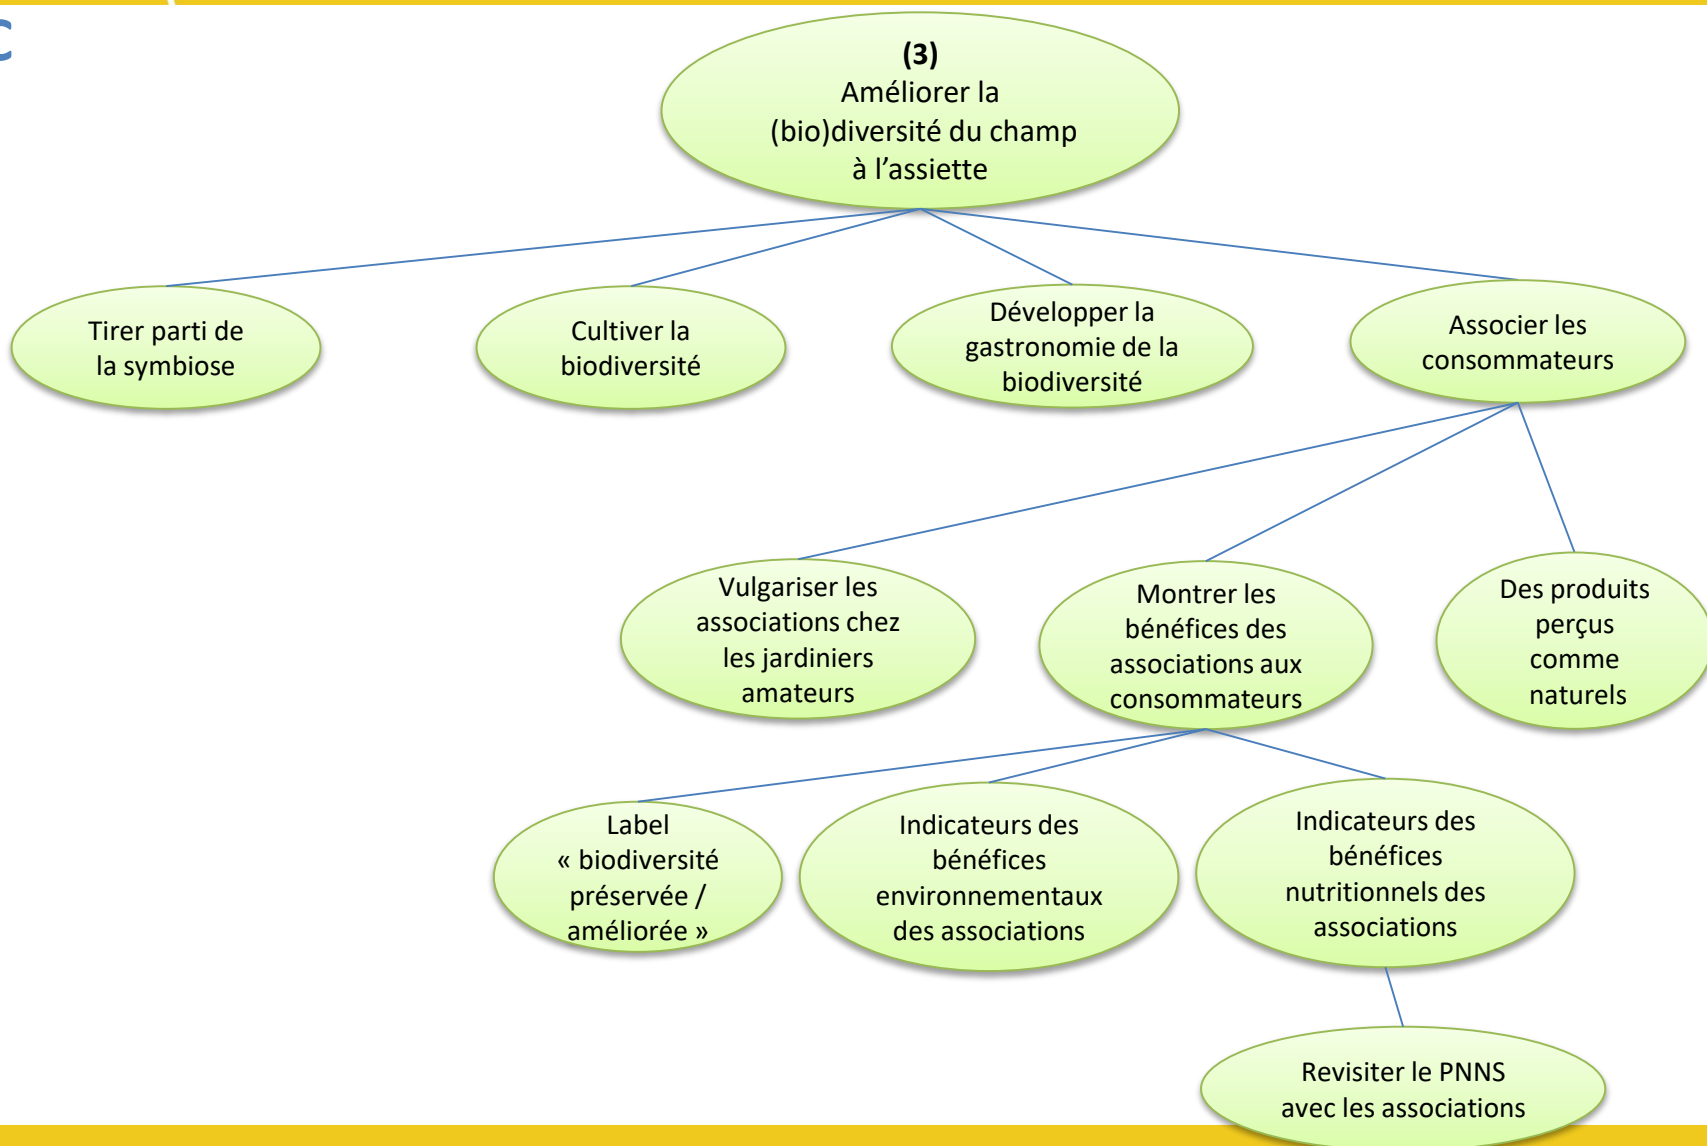 C
(3)
Améliorer la
(bio)diversité du champ
à l’assiette
Tirer parti de
la symbiose
Cultiver la
biodiversité
Développer la
gastronomie de la
biodiversité
Associer les
consommateurs
Vulgariser les
associations chez
les jardiniers
amateurs
Montrer les
bénéfices des
associations aux
consommateurs
Des produits
perçus
comme
naturels
Label
« biodiversité
préservée /
améliorée »
Indicateurs des
bénéfices
environnementaux
des associations
Indicateurs des
bénéfices
nutritionnels des
associations
Revisiter le PNNS
avec les associations